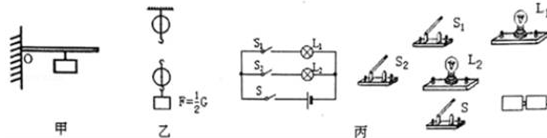 O
甲
F=½G
乙
S₁ L₁
S₂ L₂
S
丙
S₁ L₁
S₂ L₂
S